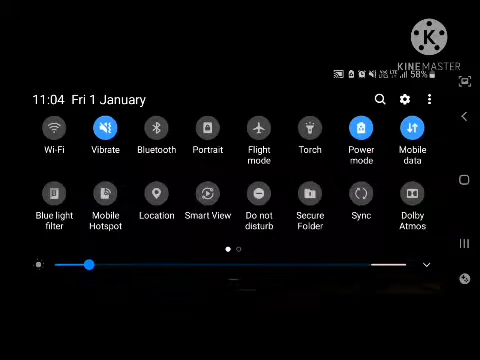 K
KINEMASTER
58%
11:04 Fri 1 January
Wi-Fi Vibrate Bluetooth Portrait Flight mode Torch Power mode Mobile data
Blue light filter Mobile Hotspot Location Smart View Do not disturb Secure Folder Sync Dolby Atmos